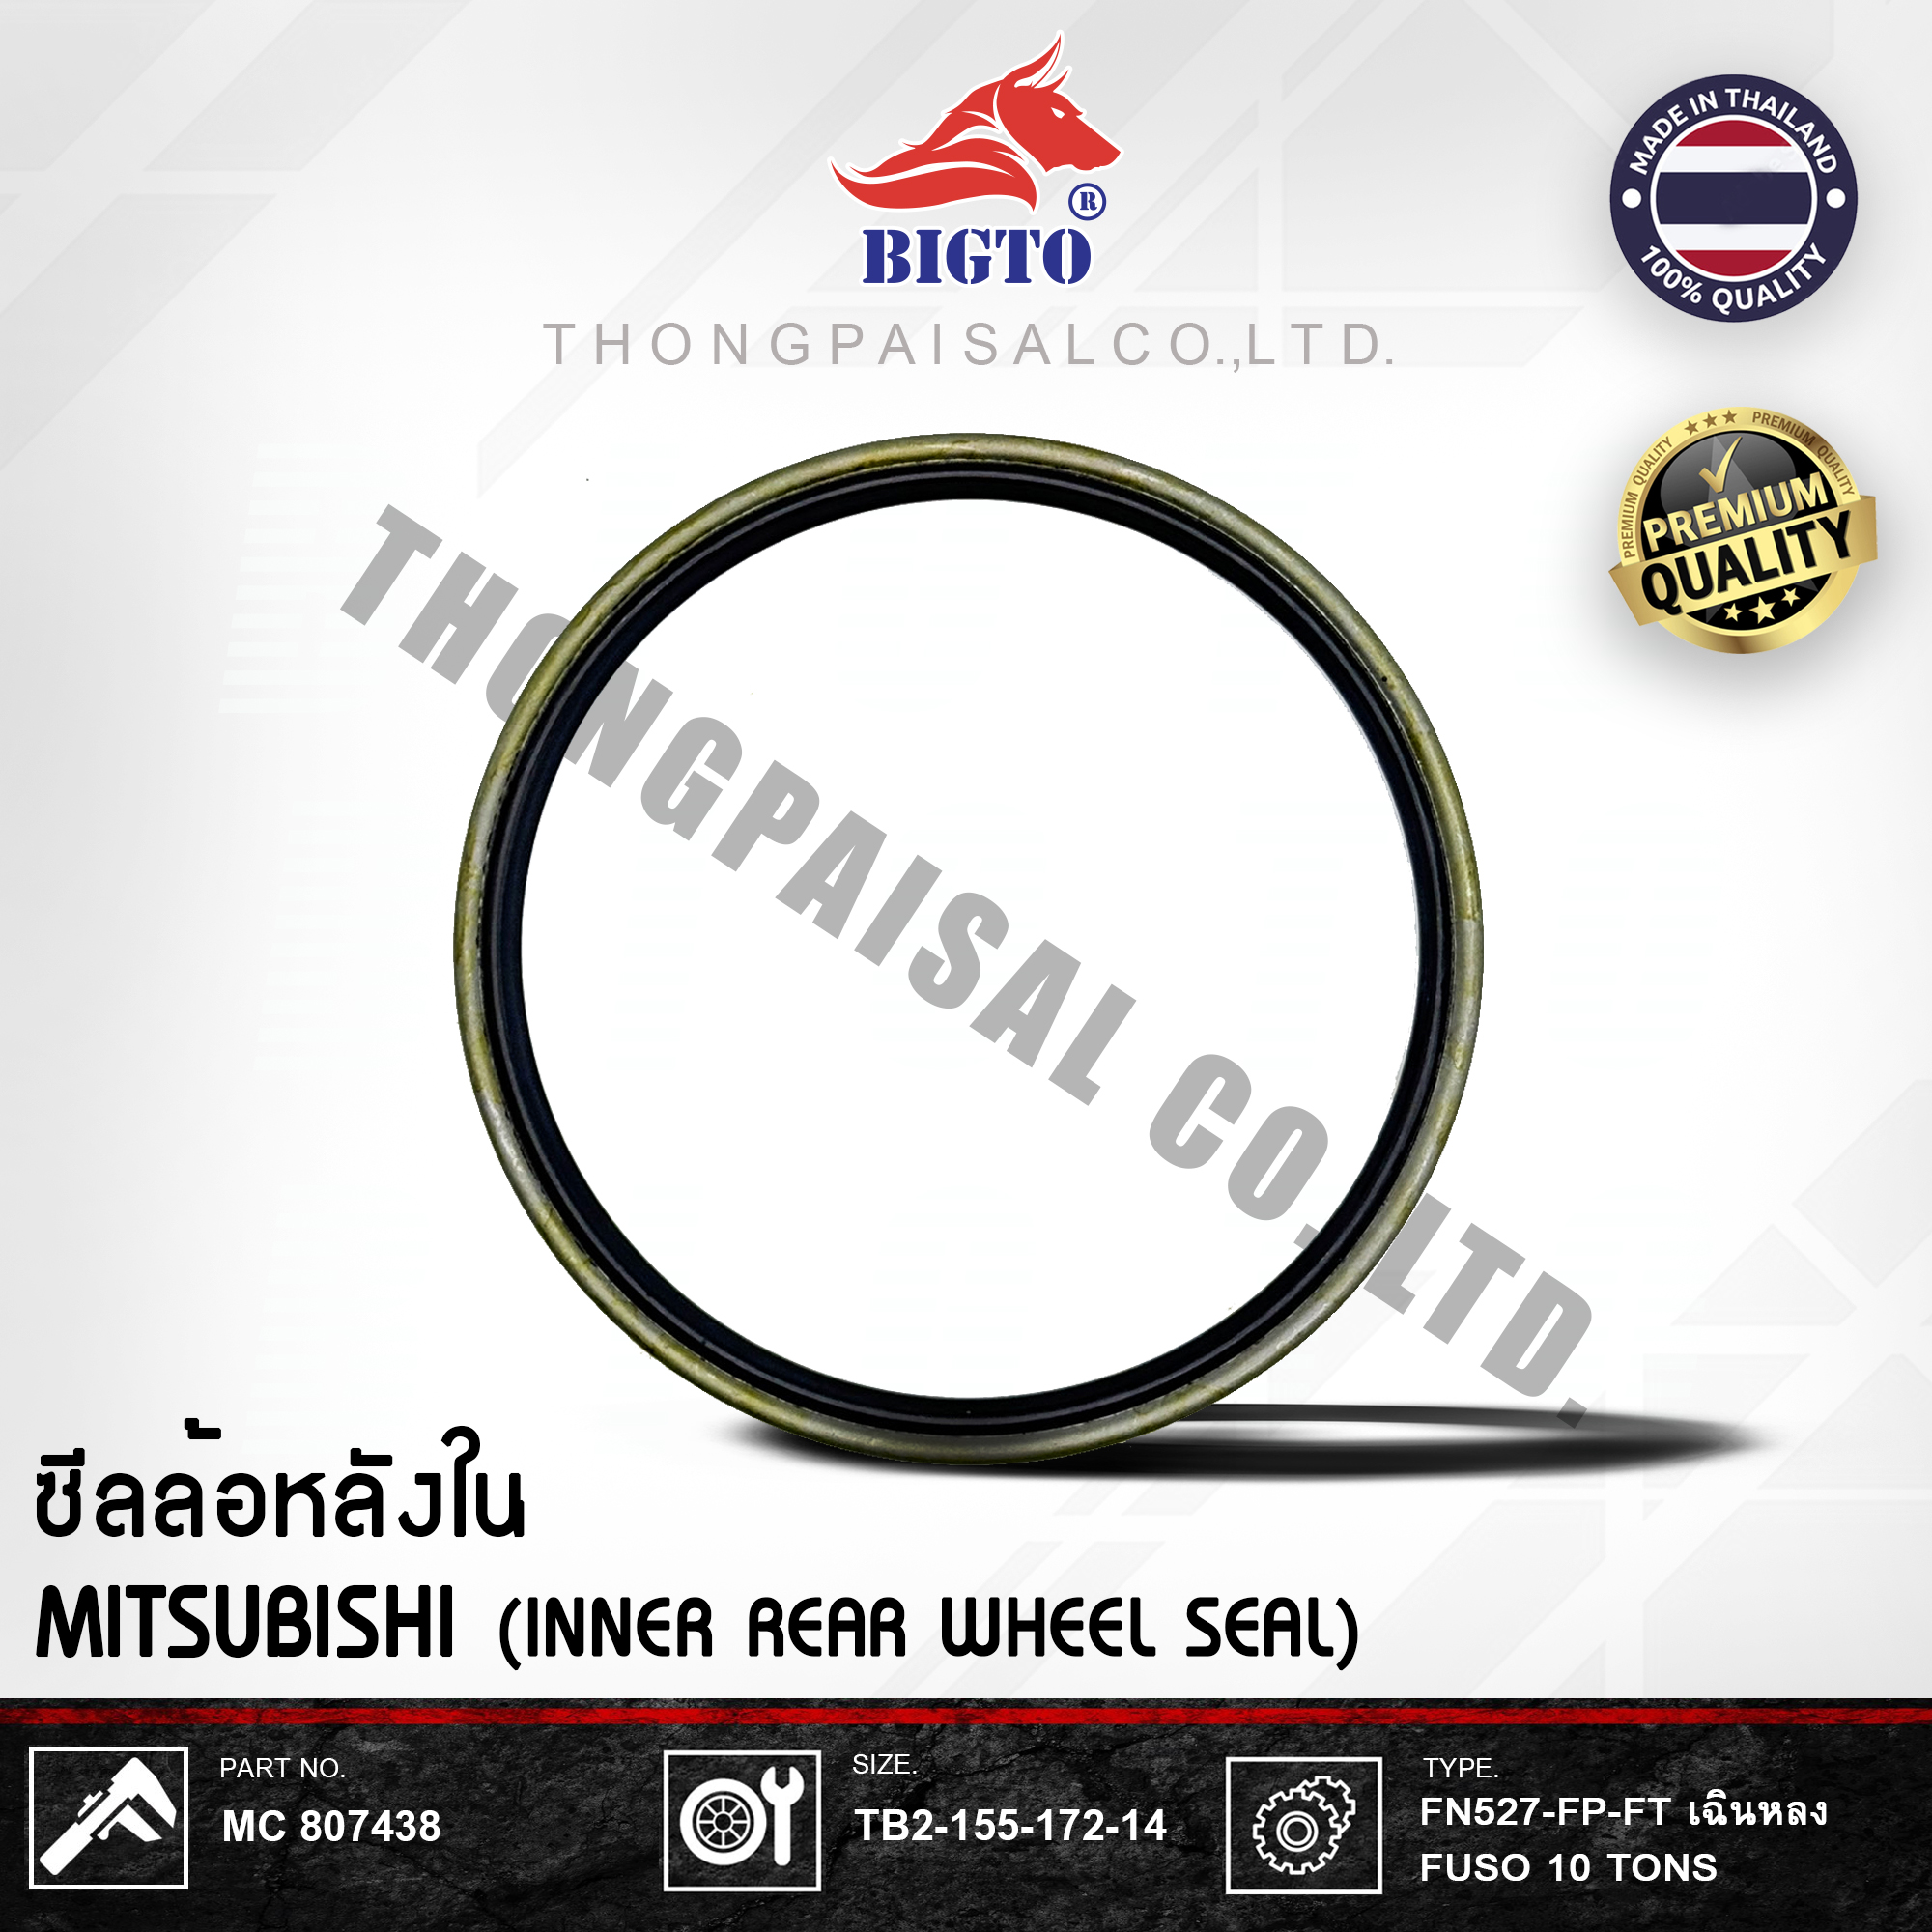 BIGTO
®
THONGPAISALCO.,LTD.
MADE IN THAILAND
100% QUALITY
PREMIUM QUALITY ★★★ PREMIUM QUALITY
PREMIUM
QUALITY
THONGPAISAL CO.,LTD.
ซีลล้อหลังใน
MITSUBISHI (INNER REAR WHEEL SEAL)
PART NO.
MC 807438
SIZE.
TB2-155-172-14
TYPE.
FN527-FP-FT เฉินหลง
FUSO 10 TONS